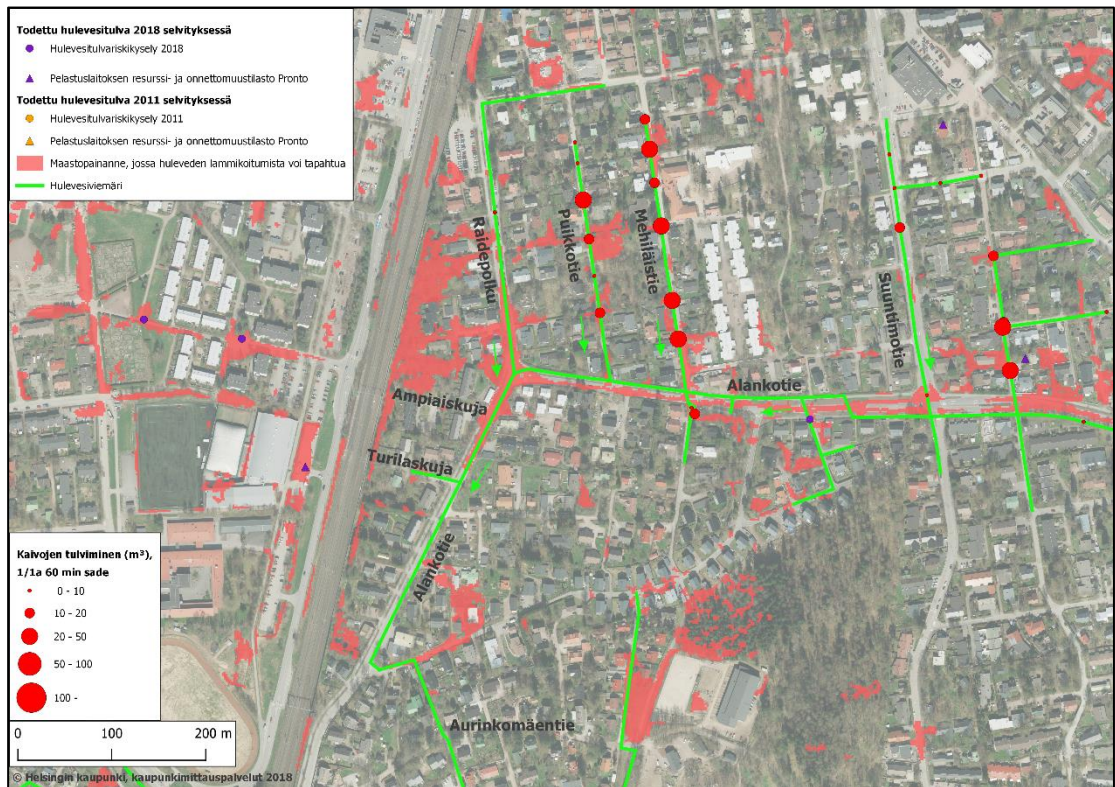 Todettu hulevesitulva 2018 selvityksessä
Hulevesitulvariskikysely 2018
Pelastuslaitoksen resurssi- ja onnettomuustilasto Pronto
Todettu hulevesitulva 2011 selvityksessä
Hulevesitulvariskikysely 2011
Pelastuslaitoksen resurssi- ja onnettomuustilasto Pronto
Maastopainanne, jossa huleveden lammikoitumista voi tapahtua
Hulevesiviemäri
Raidepolku
Puikkotie
Mehiläistie
Suuntimotie
Alankotie
Ampiaiskuja
Turilaskuja
Alankotie
Aurinkomäentie
Kaivojen tulviminen (m³),
1/1a 60 min sade
0 - 10
10 - 20
20 - 50
50 - 100
100 -
0 100 200 m
© Helsingin kaupunki, kaupunkimittauspalvelut 2018